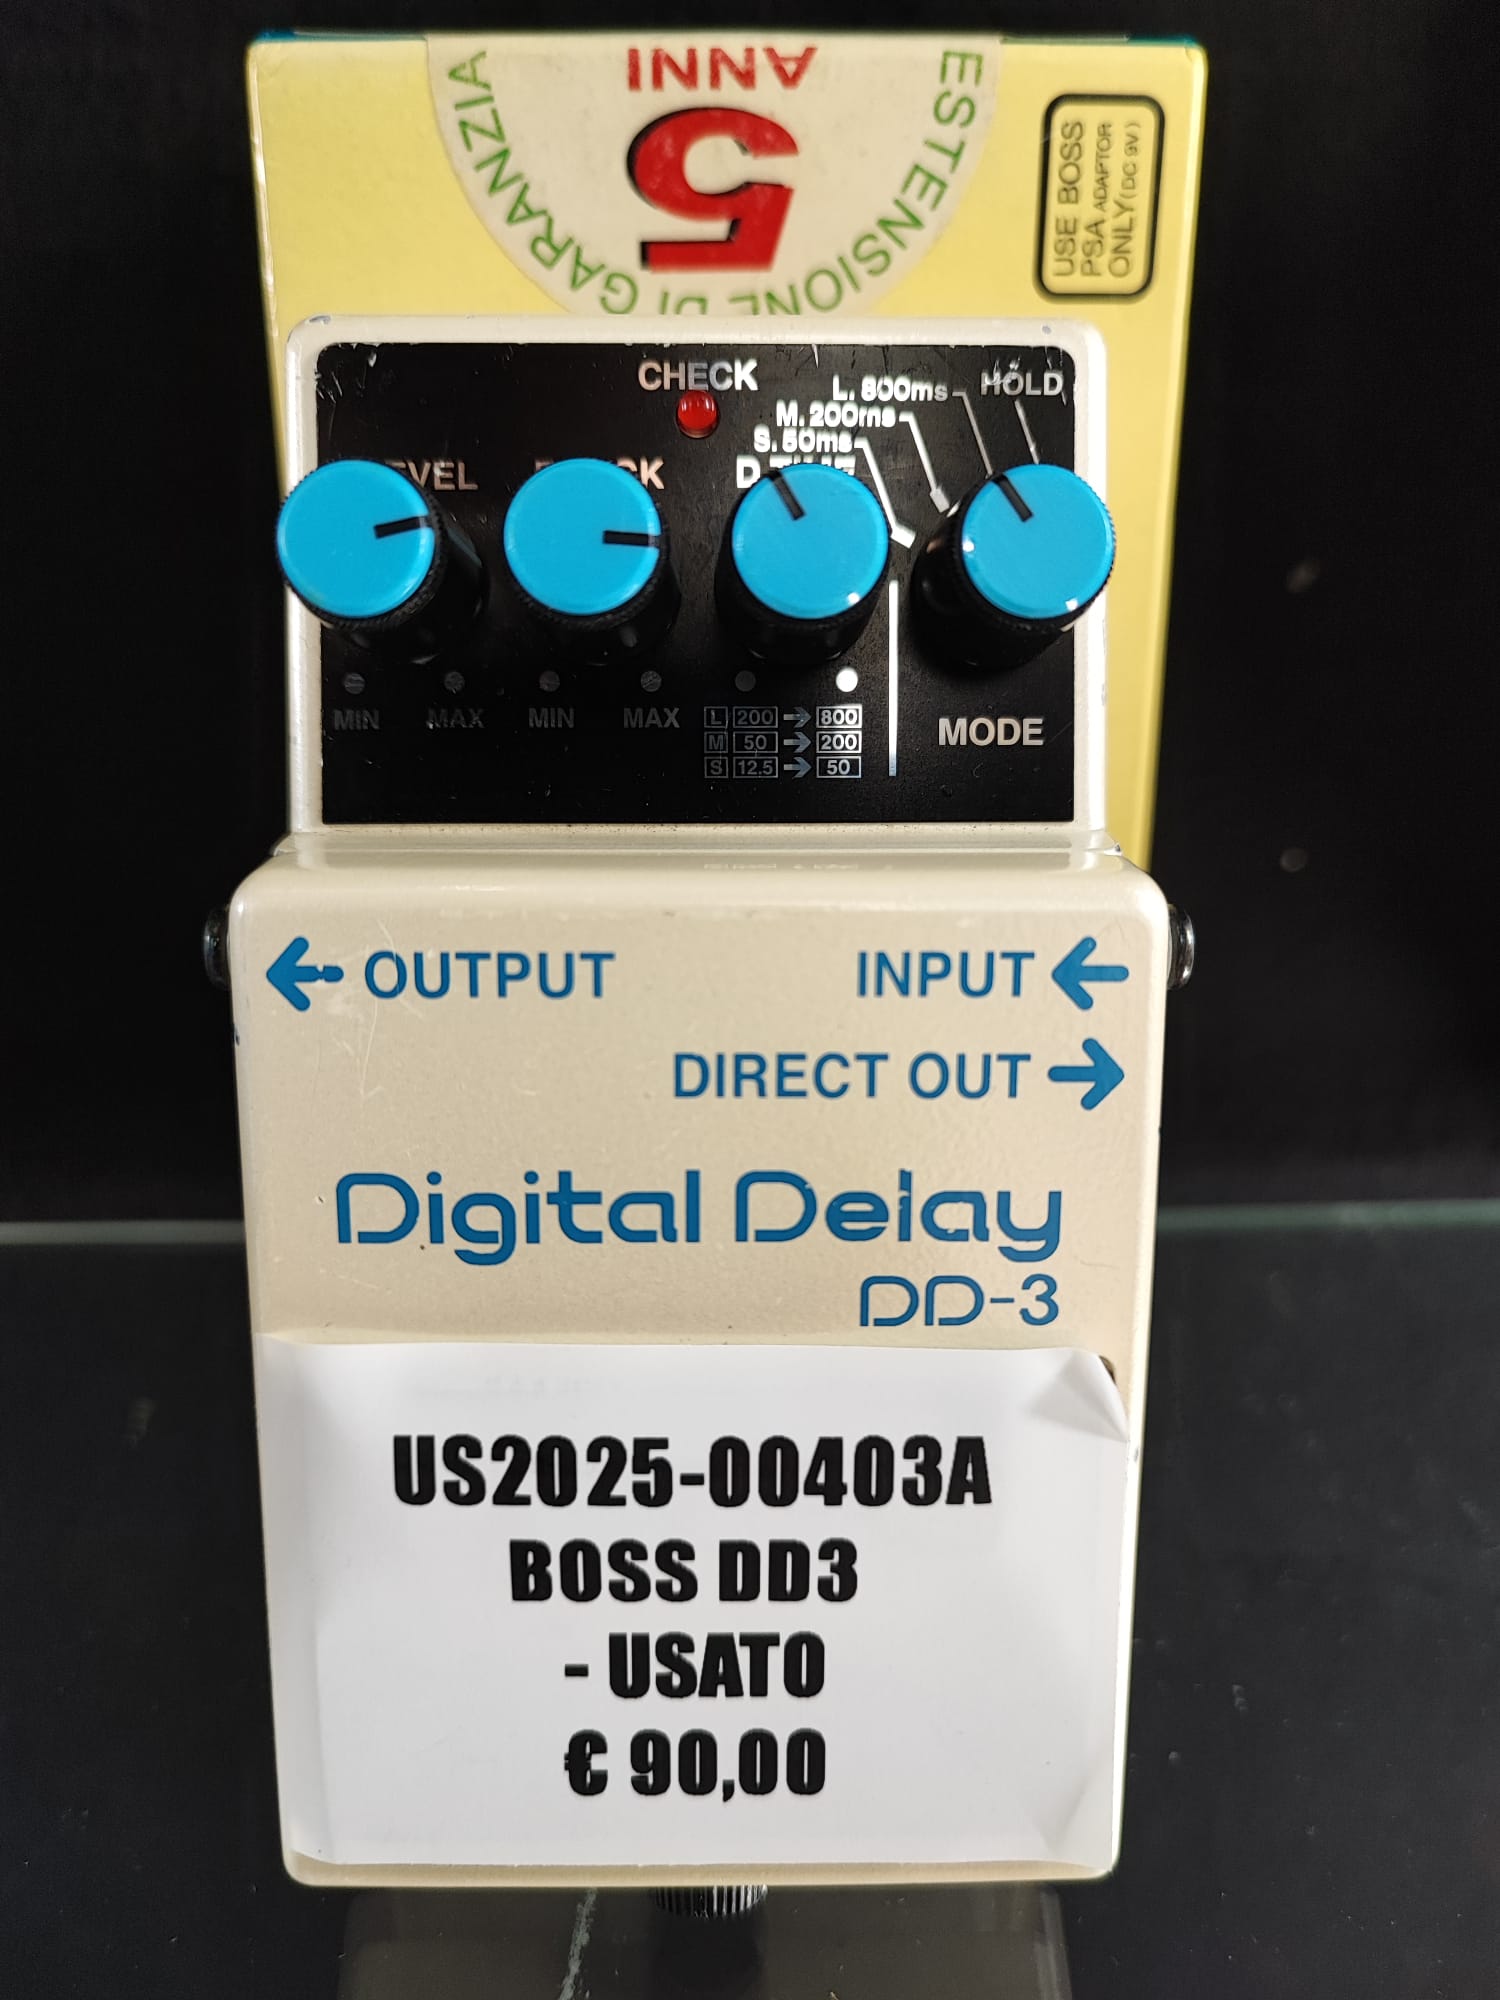 ESTENSIONE DI GARANZIA
5
ANNI
USE BOSS
PSA ADAPTOR
ONLY(DC 9V)
CHECK
HOLD
L. 800ms
M. 200ms
S. 50ms
MIN MAX MIN MAX
L 200 → 800
M 50 → 200
S 12.5 → 50
MODE
← OUTPUT INPUT ←
DIRECT OUT →
Digital Delay
DD-3
US2025-00403A
BOSS DD3
- USATO
€ 90,00